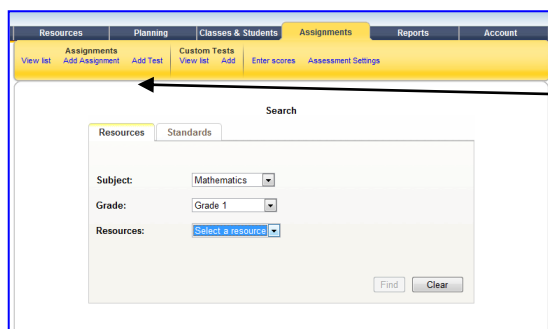 Resources Planning Classes & Students Assignments Reports Account
Assignments Custom Tests
View list Add Assignment Add Test View list Add Enter scores Assessment Settings
Search
Resources Standards
Subject: Mathematics
Grade: Grade 1
Resources: Select a resource
Find Clear